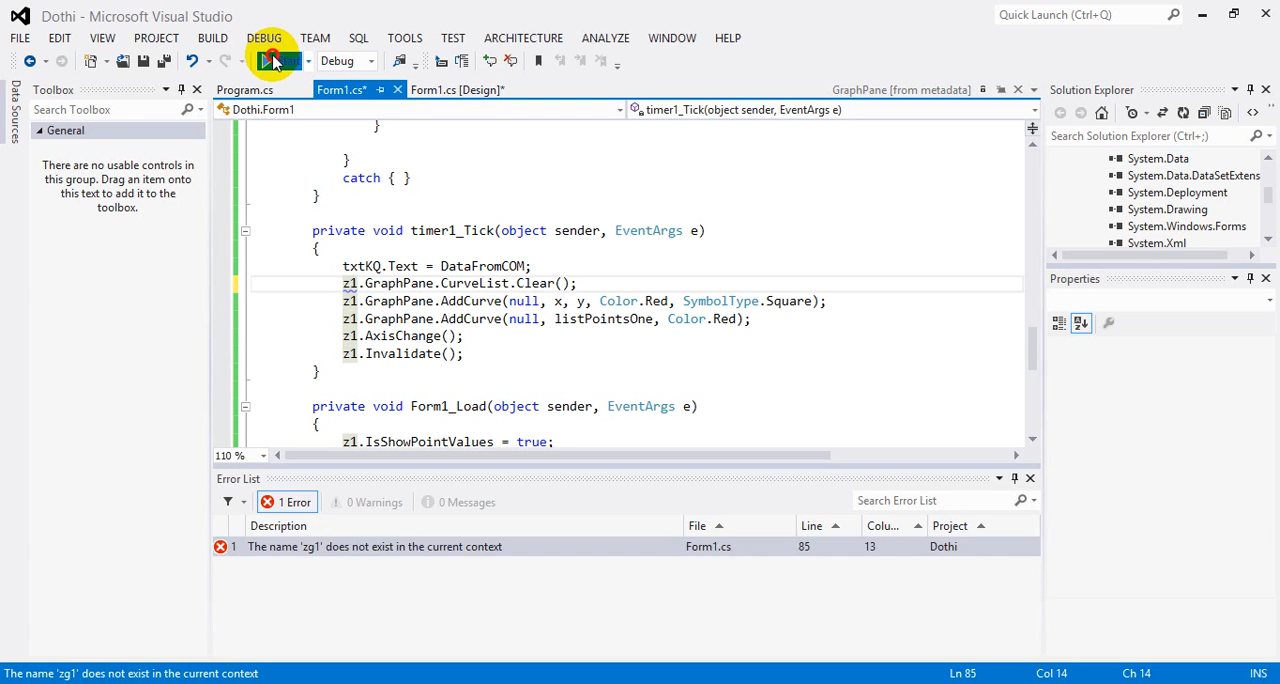 Dothi - Microsoft Visual Studio
Quick Launch (Ctrl+Q)
FILE EDIT VIEW PROJECT BUILD DEBUG TEAM SQL TOOLS TEST ARCHITECTURE ANALYZE WINDOW HELP
Debug
Data Sources
Toolbox
Search Toolbox
General
There are no usable controls in
this group. Drag an item onto
this text to add it to the
toolbox.
Program.cs Form1.cs* Form1.cs [Design]* GraphPane [from metadata]
Dothi.Form1 timer1_Tick(object sender, EventArgs e)
}
}
catch { }
}
private void timer1_Tick(object sender, EventArgs e)
{
txtKQ.Text = DataFromCOM;
z1.GraphPane.CurveList.Clear();
z1.GraphPane.AddCurve(null, x, y, Color.Red, SymbolType.Square);
z1.GraphPane.AddCurve(null, listPointsOne, Color.Red);
z1.AxisChange();
z1.Invalidate();
}
private void Form1_Load(object sender, EventArgs e)
{
z1.IsShowPointValues = true;
110 %
Error List
1 Error 0 Warnings 0 Messages
Search Error List
Description File Line Colu... Project
1 The name 'zg1' does not exist in the current context Form1.cs 85 13 Dothi
Solution Explorer
Search Solution Explorer (Ctrl+;)
System.Data
System.Data.DataSetExtens
System.Deployment
System.Drawing
System.Windows.Forms
System.Xml
Properties
The name 'zg1' does not exist in the current context Ln 85 Col 14 Ch 14 INS